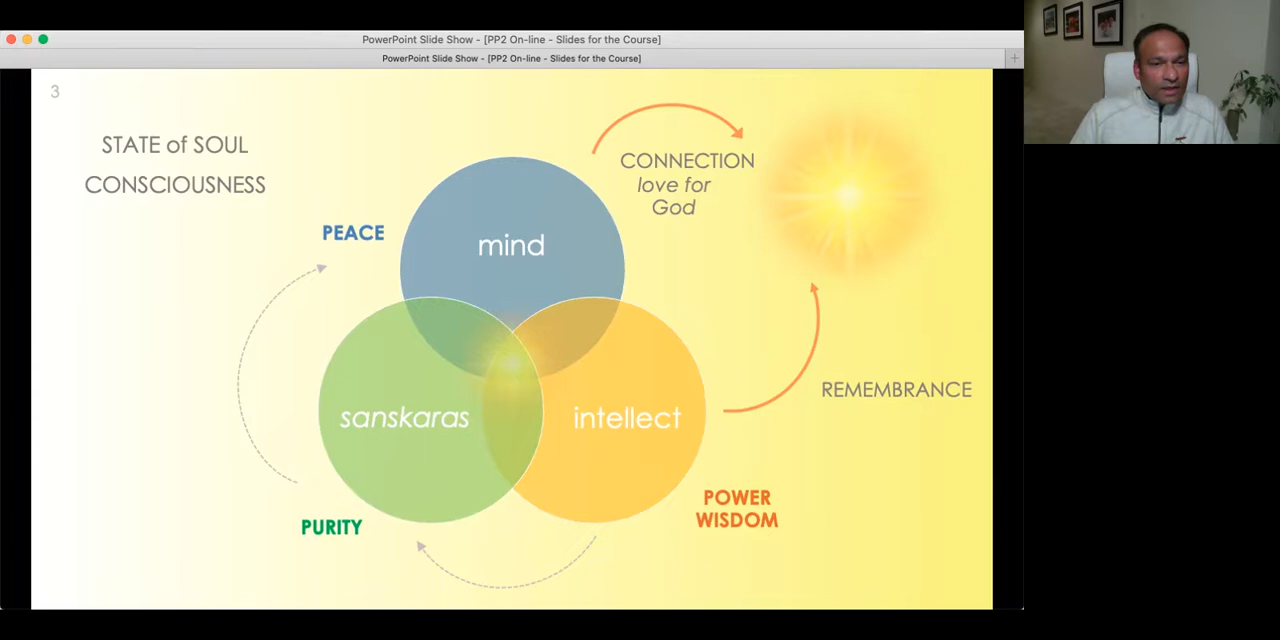 PowerPoint Slide Show - [PP2 On-line - Slides for the Course]
PowerPoint Slide Show - [PP2 On-line - Slides for the Course]
3
STATE of SOUL
CONSCIOUSNESS
CONNECTION
love for
God
PEACE
mind
sanskaras
intellect
REMEMBRANCE
POWER
WISDOM
PURITY